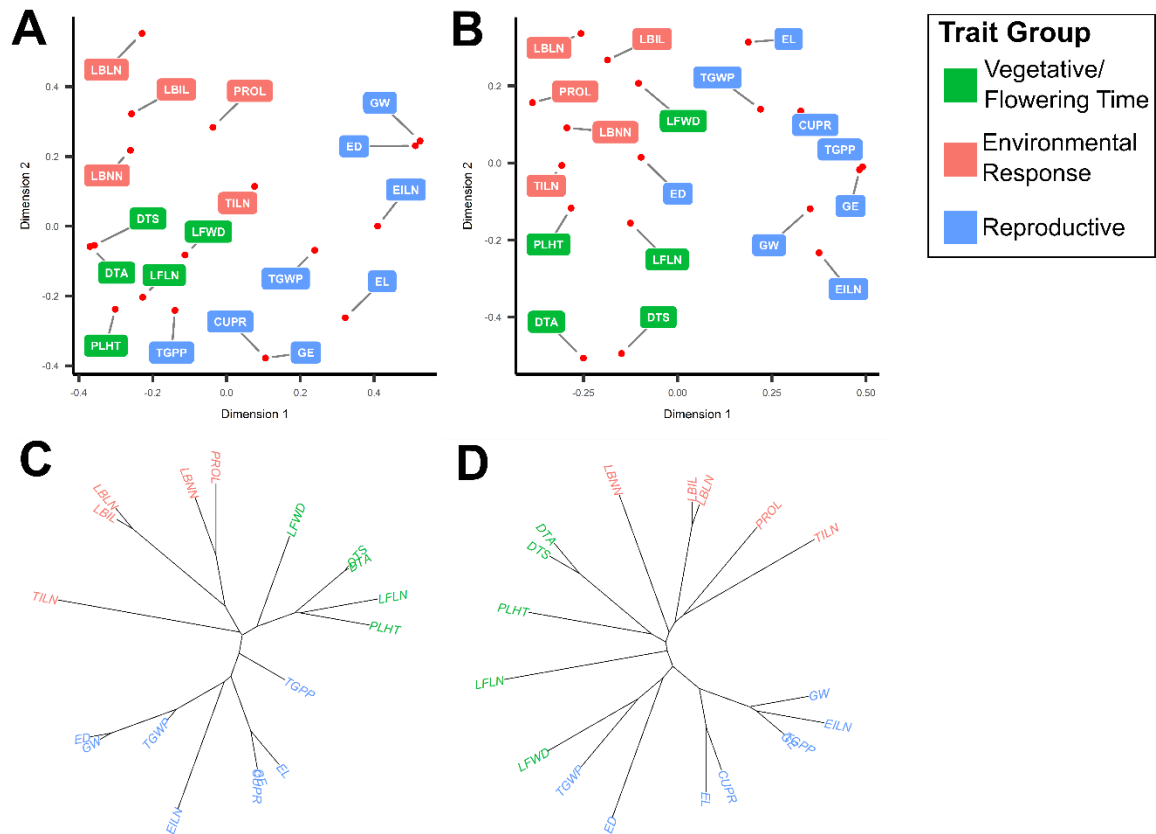 A
LBLN
LBIL
PROL
GW
ED
LBNN
TILN
EILN
DTS
LFWD
DTA
LFLN
TGWP
EL
PLHT
TGPP
CUPR
GE
0.4
0.2
0.0
-0.2
-0.4
-0.4
-0.2
0.0
0.2
0.4
Dimension 1
Dimension 2
B
LBLN
LBIL
EL
PROL
TGWP
LFWD
CUPR
LBNN
TGPP
TILN
ED
GE
PLHT
LFLN
GW
EILN
DTA
DTS
0.2
0.0
-0.2
-0.4
-0.25
0.00
0.25
0.50
Dimension 1
Dimension 2
Trait Group
Vegetative/
Flowering Time
Environmental
Response
Reproductive
C
PROL
LBNN
LBLN
LBIL
LFWD
DTS
DTA
LFLN
PLHT
TILN
TGPP
TGWP
ED
GW
EL
GE
CUPR
EILN
D
LBNN
LBIL
LBLN
PROL
TILN
DTA
DTS
PLHT
LFLN
GW
EILN
TGPP
GE
LFWD
TGWP
CUPR
EL
ED